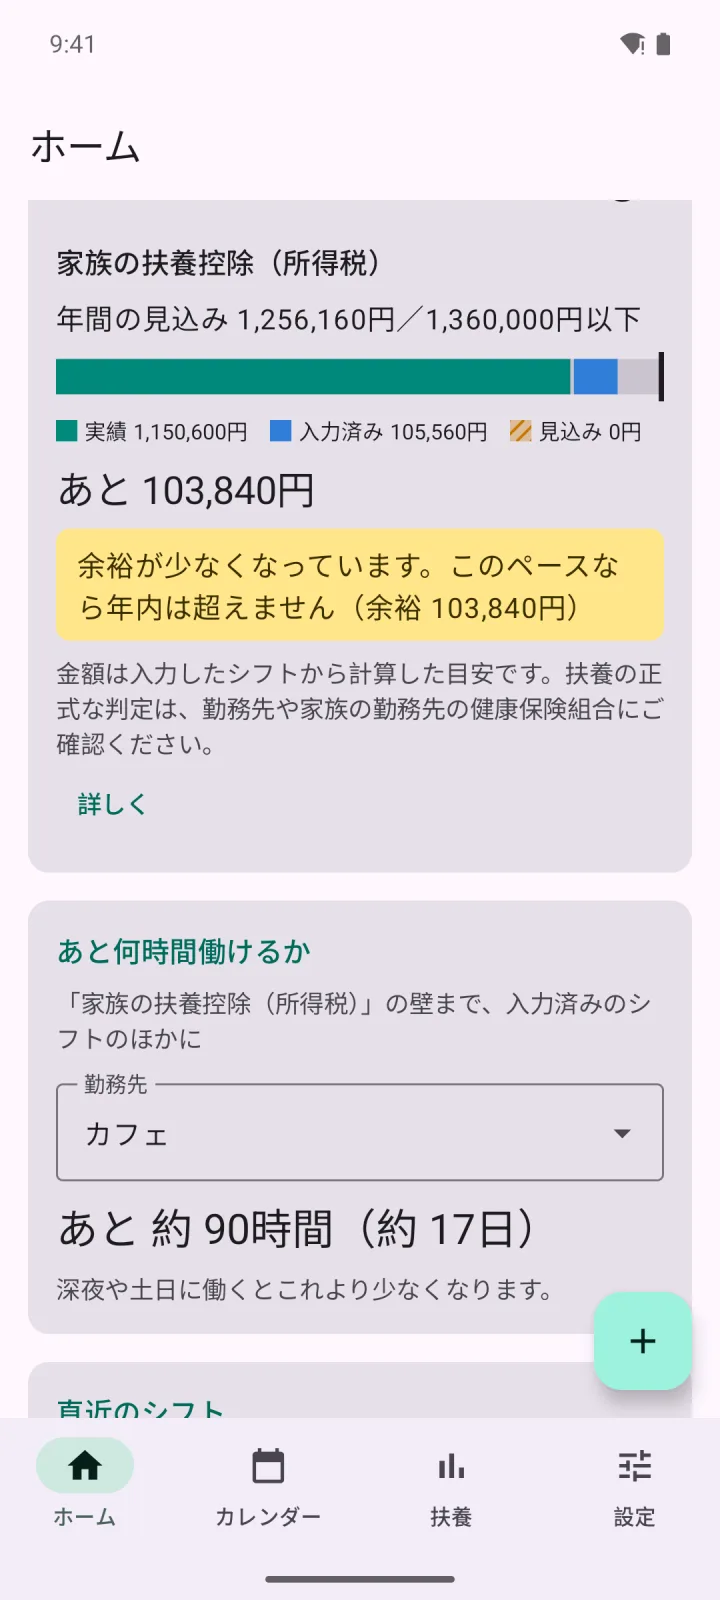 9:41
ホーム
家族の扶養控除（所得税）
年間の見込み 1,256,160円／1,360,000円以下
実績 1,150,600円 入力済み 105,560円 見込み 0円
あと 103,840円
余裕が少なくなっています。このペースな
ら年内は超えません（余裕 103,840円）
金額は入力したシフトから計算した目安です。扶養の正
式な判定は、勤務先や家族の勤務先の健康保険組合にご
確認ください。
詳しく
あと何時間働けるか
「家族の扶養控除（所得税）」の壁まで、入力済みのシ
フトのほかに
勤務先
カフェ
あと 約 90時間（約 17日）
深夜や土日に働くとこれより少なくなります。
直近のシフト
ホーム カレンダー 扶養 設定